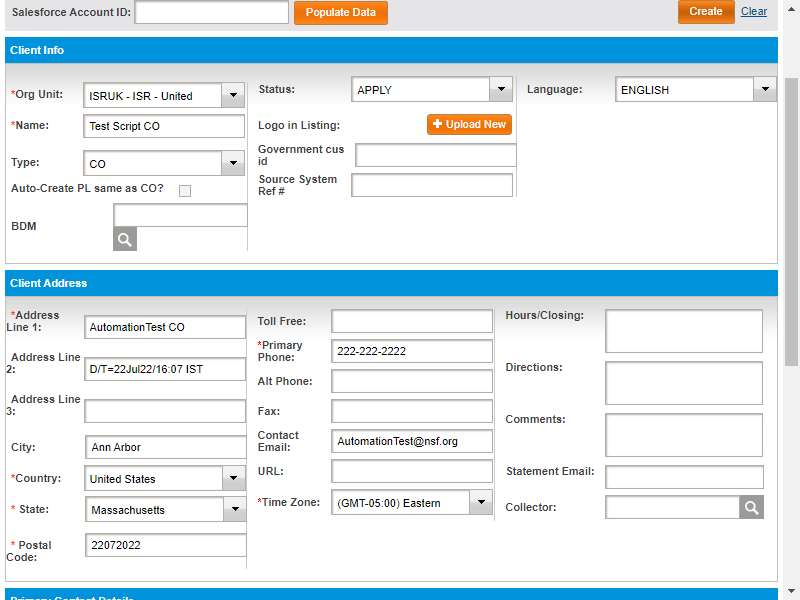 Salesforce Account ID: Populate Data Create Clear
Client Info
*Org Unit: ISRUK - ISR - United
*Name: Test Script CO
Type: CO
Auto-Create PL same as CO?
BDM
Status: APPLY
Logo in Listing: + Upload New
Government cus
id
Source System
Ref #
Language: ENGLISH
Client Address
*Address
Line 1: AutomationTest CO
Address Line
2: D/T=22Jul22/16:07 IST
Address Line
3:
City: Ann Arbor
*Country: United States
* State: Massachusetts
* Postal
Code: 22072022
Toll Free:
*Primary
Phone: 222-222-2222
Alt Phone:
Fax:
Contact
Email: AutomationTest@nsf.org
URL:
*Time Zone: (GMT-05:00) Eastern
Hours/Closing:
Directions:
Comments:
Statement Email:
Collector:
Primary Contact Details